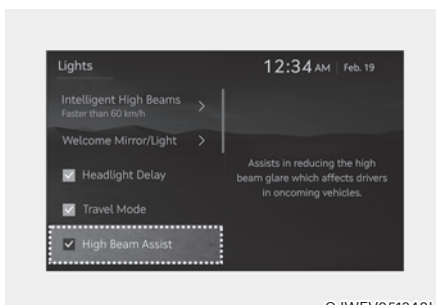 Lights
12:34 AM | Feb. 19
Intelligent High Beams >
Faster than 60 km/h
Welcome Mirror/Light >
Headlight Delay
Travel Mode
High Beam Assist
Assists in reducing the high
beam glare which affects drivers
in oncoming vehicles.